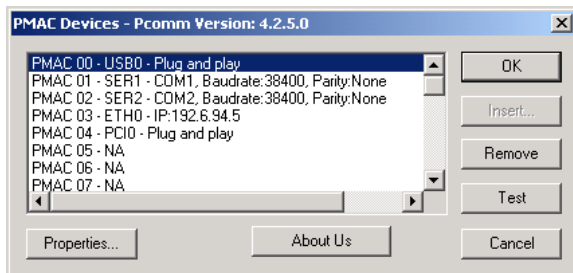 PMAC Devices - Pcomm Version: 4.2.5.0
PMAC 00 - USB0 - Plug and play
PMAC 01 - SER1 - COM1, Baudrate:38400, Parity:None
PMAC 02 - SER2 - COM2, Baudrate:38400, Parity:None
PMAC 03 - ETH0 - IP:192.6.94.5
PMAC 04 - PCI0 - Plug and play
PMAC 05 - NA
PMAC 06 - NA
PMAC 07 - NA
OK
Insert...
Remove
Test
Properties...
About Us
Cancel